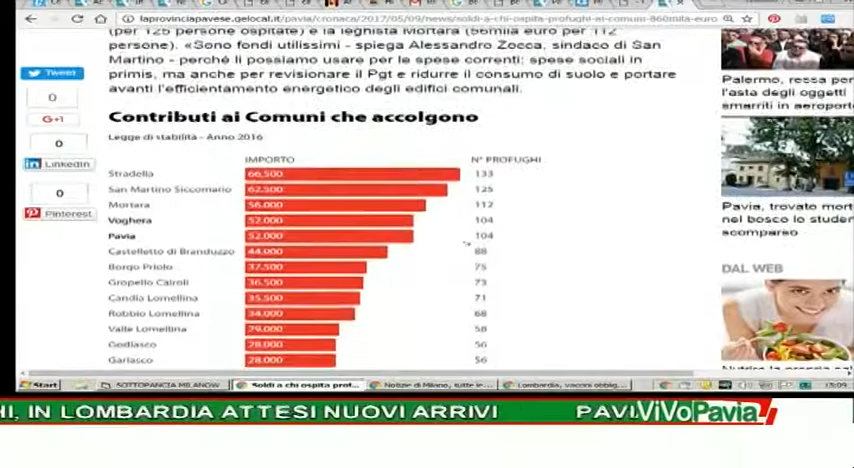 laprovinciapavese.gelocal.it/pavia/cronaca/2017/05/09/news/soldi-a-chi-ospita-profughi-ai-comuni-860mila-euro
(per 125 persone ospitate) e la leghista Mortara (56mila euro per 112
persone). «Sono fondi utilissimi - spiega Alessandro Zocca, sindaco di San
Martino - perché li possiamo usare per le spese correnti: spese sociali in
primis, ma anche per revisionare il Pgt e ridurre il consumo di suolo e portare
avanti l'efficientamento energetico degli edifici comunali.
Tweet
0
G+1
0
LinkedIn
0
Pinterest
Contributi ai Comuni che accolgono
Legge di stabilità - Anno 2016
IMPORTO N° PROFUGHI
Stradella 66.500 133
San Martino Siccomario 62.500 125
Mortara 56.000 112
Voghera 52.000 104
Pavia 52.000 104
Castelletto di Branduzzo 44.000 88
Borgo Priolo 37.500 75
Gropello Cairoli 36.500 73
Candia Lomellina 35.500 71
Robbio Lomellina 34.000 68
Valle Lomellina 29.000 58
Godiasco 28.000 56
Garlasco 28.000 56
Palermo, ressa per
l'asta degli oggetti
smarriti in aeroporto
Pavia, trovato mort
nel bosco lo studen
scomparso
DAL WEB
Start
SOTTOPANCIA MILANOW
Soldi a chi ospita prof...
Notizie di Milano, tutte le...
Lombardia, vaccini obblig...
15:09
HI, IN LOMBARDIA ATTESI NUOVI ARRIVI
PAVI
ViVoPavia